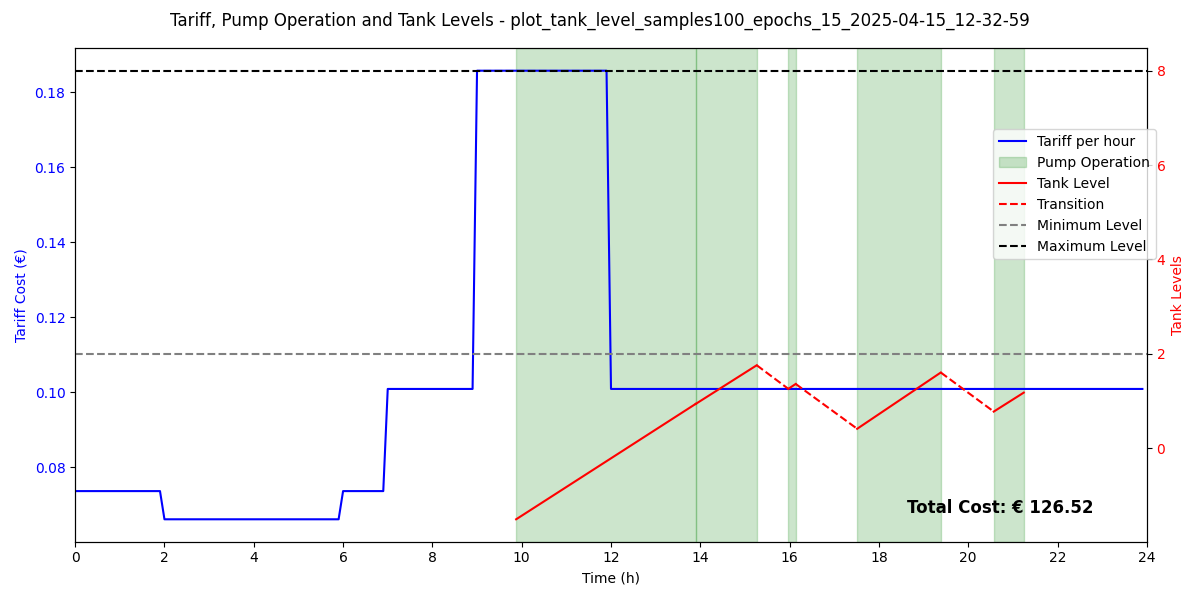 Tariff, Pump Operation and Tank Levels - plot_tank_level_samples100_epochs_15_2025-04-15_12-32-59
Tariff Cost (€)
0.18
0.16
0.14
0.12
0.10
0.08
8
6
4
2
0
Tank Levels
Tariff per hour
Pump Operation
Tank Level
Transition
Minimum Level
Maximum Level
Total Cost: € 126.52
0 2 4 6 8 10 12 14 16 18 20 22 24
Time (h)